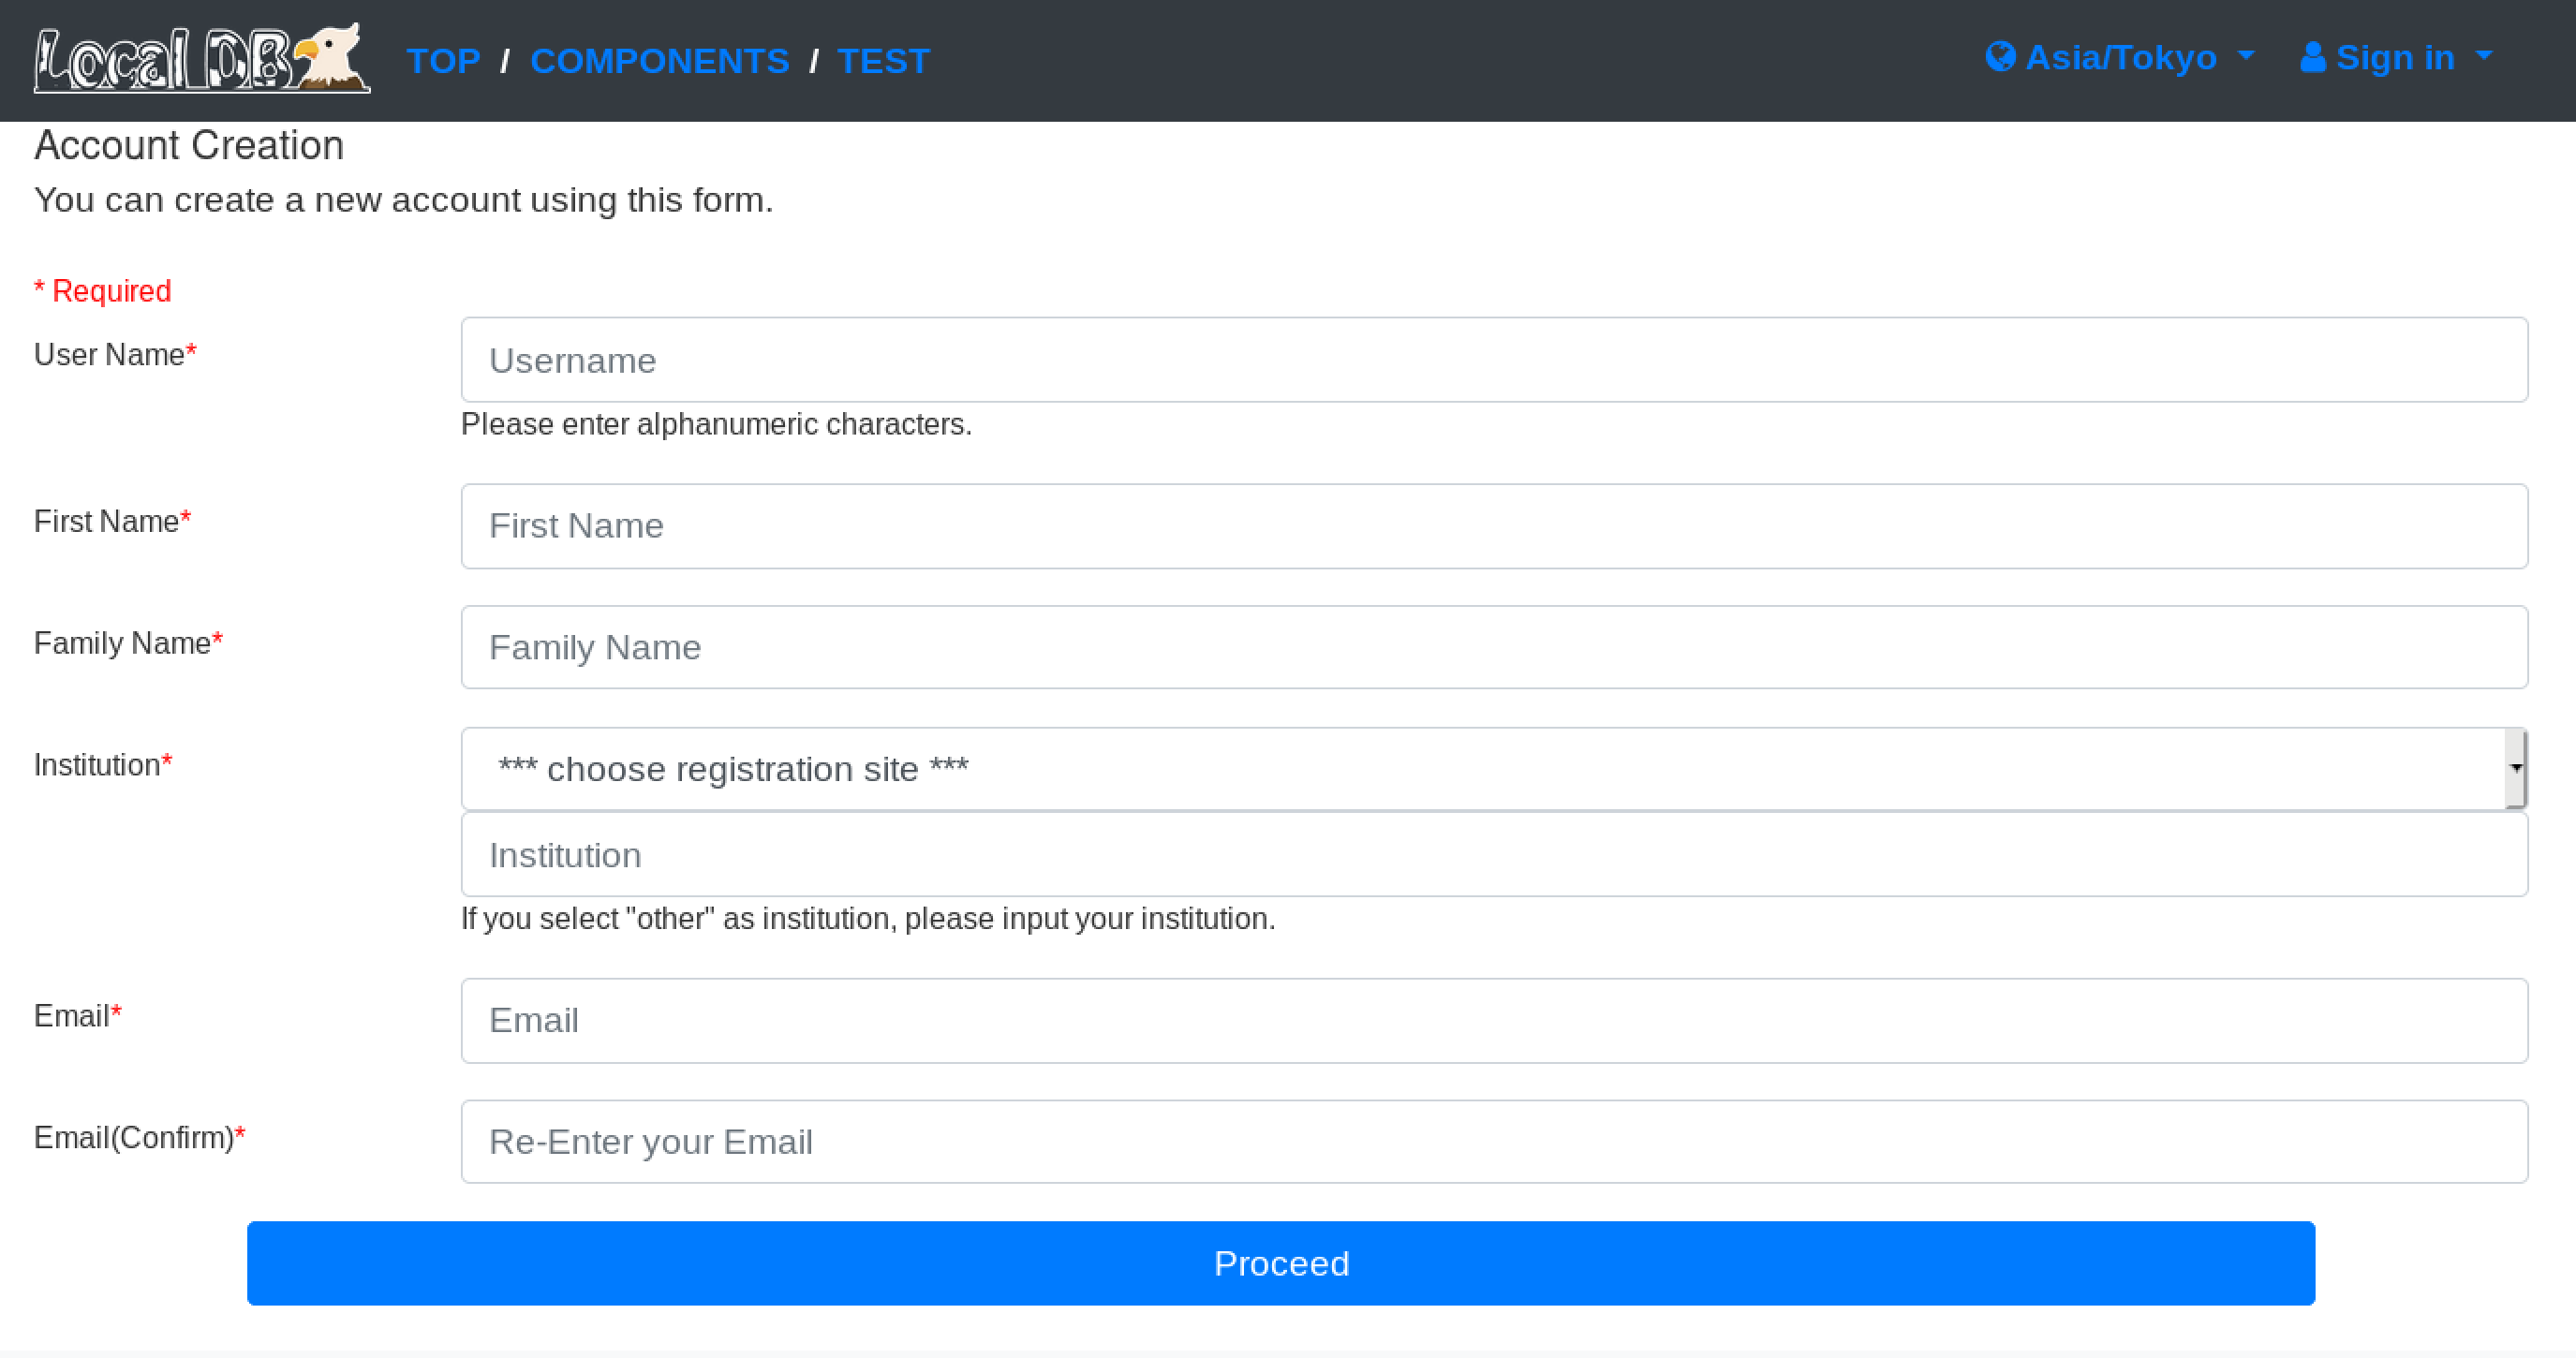 Local DB TOP / COMPONENTS / TEST Asia/Tokyo Sign in
Account Creation
You can create a new account using this form.
* Required
User Name* Username
Please enter alphanumeric characters.
First Name* First Name
Family Name* Family Name
Institution* *** choose registration site ***
Institution
If you select "other" as institution, please input your institution.
Email* Email
Email(Confirm)* Re-Enter your Email
Proceed